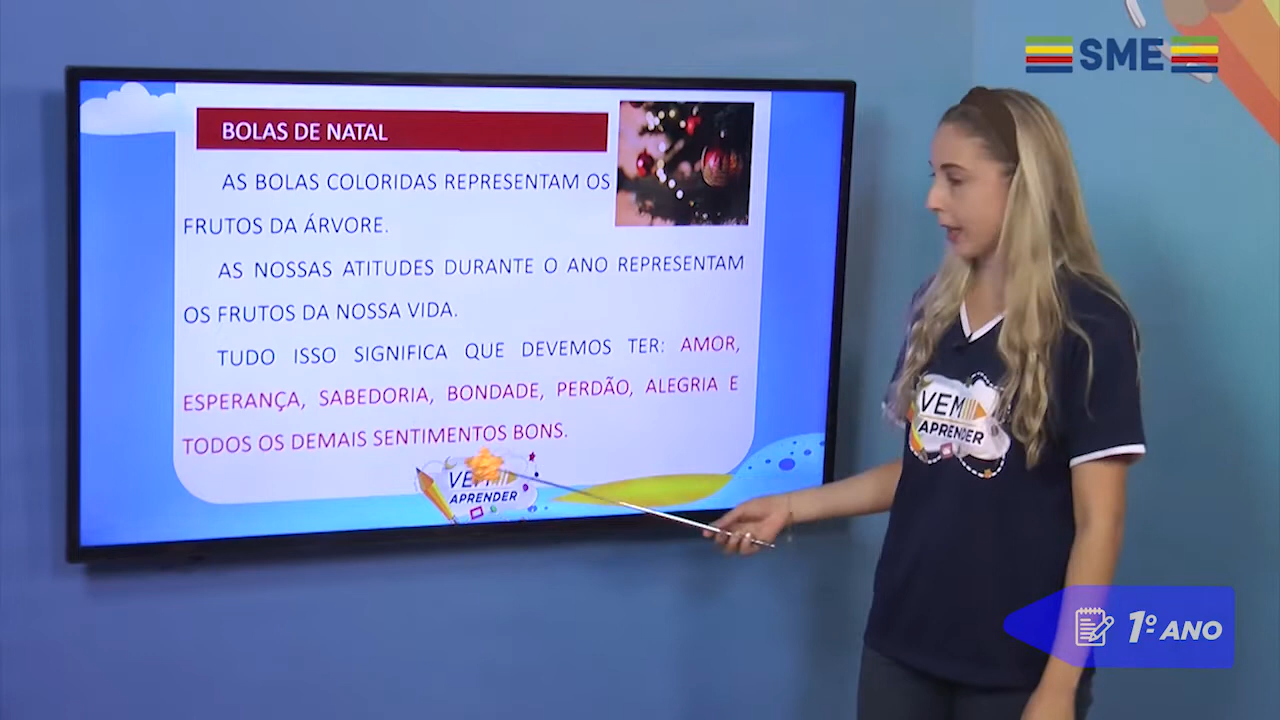 SME
BOLAS DE NATAL
AS BOLAS COLORIDAS REPRESENTAM OS
FRUTOS DA ÁRVORE.
AS NOSSAS ATITUDES DURANTE O ANO REPRESENTAM
OS FRUTOS DA NOSSA VIDA.
TUDO ISSO SIGNIFICA QUE DEVEMOS TER: AMOR,
ESPERANÇA, SABEDORIA, BONDADE, PERDÃO, ALEGRIA E
TODOS OS DEMAIS SENTIMENTOS BONS.
APRENDER
VEM
APRENDER
1º ANO